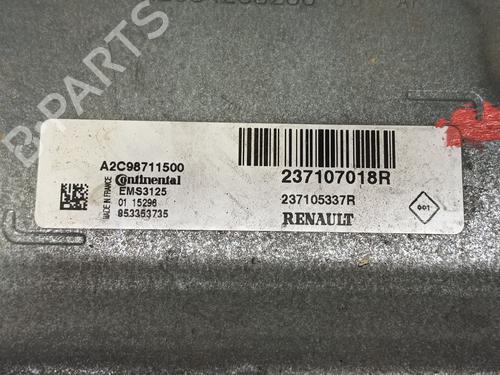 B-PARTS
A2C98711500
Continental
EMS3125
01 15296
853353735
MADE IN FRANCE
237107018R
237105337R
RENAULT
001